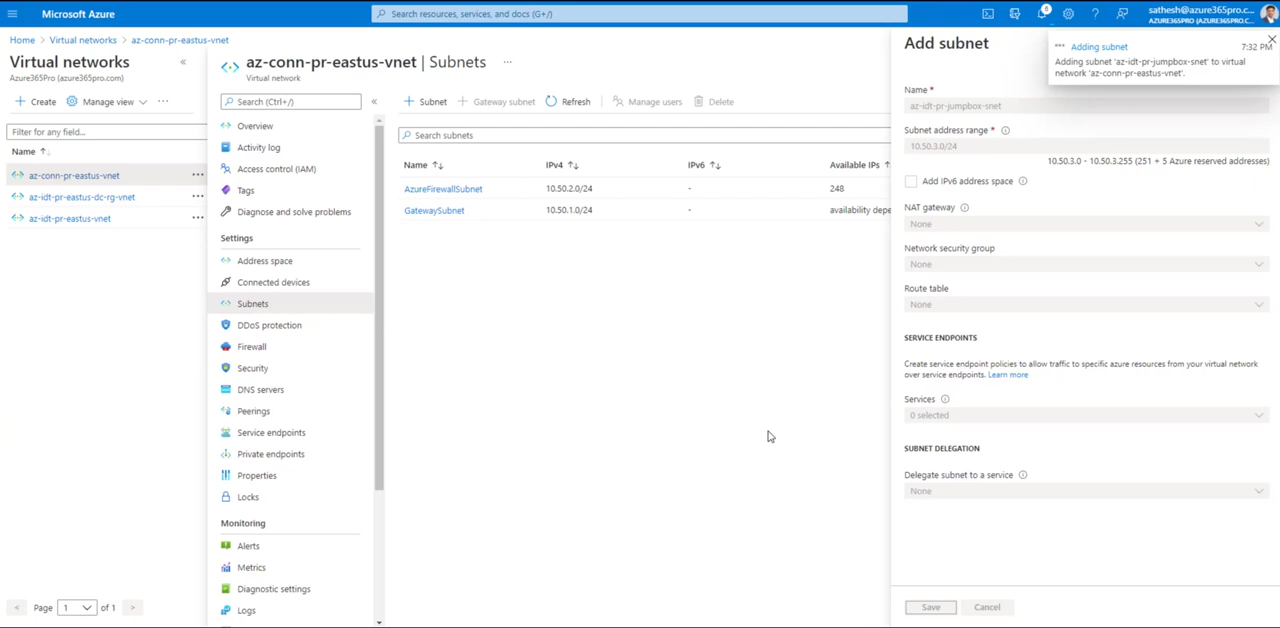 Microsoft Azure
Search resources, services, and docs (G+/)
6
sathesh@azure365pro.c...
AZURE365PRO (AZURE365PRO.C...
Home > Virtual networks > az-conn-pr-eastus-vnet
Virtual networks
Azure365Pro (azure365pro.com)
Create
Manage view
Filter for any field...
Name
az-conn-pr-eastus-vnet
az-idt-pr-eastus-dc-rg-vnet
az-idt-pr-eastus-vnet
< Page 1 of 1 >
az-conn-pr-eastus-vnet | Subnets
Virtual network
Search (Ctrl+/)
Overview
Activity log
Access control (IAM)
Tags
Diagnose and solve problems
Settings
Address space
Connected devices
Subnets
DDoS protection
Firewall
Security
DNS servers
Peerings
Service endpoints
Private endpoints
Properties
Locks
Monitoring
Alerts
Metrics
Diagnostic settings
Logs
+ Subnet + Gateway subnet Refresh Manage users Delete
Search subnets
Name IPv4 IPv6 Available IPs
AzureFirewallSubnet 10.50.2.0/24 - 248
GatewaySubnet 10.50.1.0/24 - availability depe
Add subnet
Adding subnet 7:32 PM
Adding subnet 'az-idt-pr-jumpbox-snet' to virtual
network 'az-conn-pr-eastus-vnet'.
Name *
az-idt-pr-jumpbox-snet
Subnet address range *
10.50.3.0/24
10.50.3.0 - 10.50.3.255 (251 + 5 Azure reserved addresses)
Add IPv6 address space
NAT gateway
None
Network security group
None
Route table
None
SERVICE ENDPOINTS
Create service endpoint policies to allow traffic to specific azure resources from your virtual network
over service endpoints. Learn more
Services
0 selected
SUBNET DELEGATION
Delegate subnet to a service
None
Save Cancel